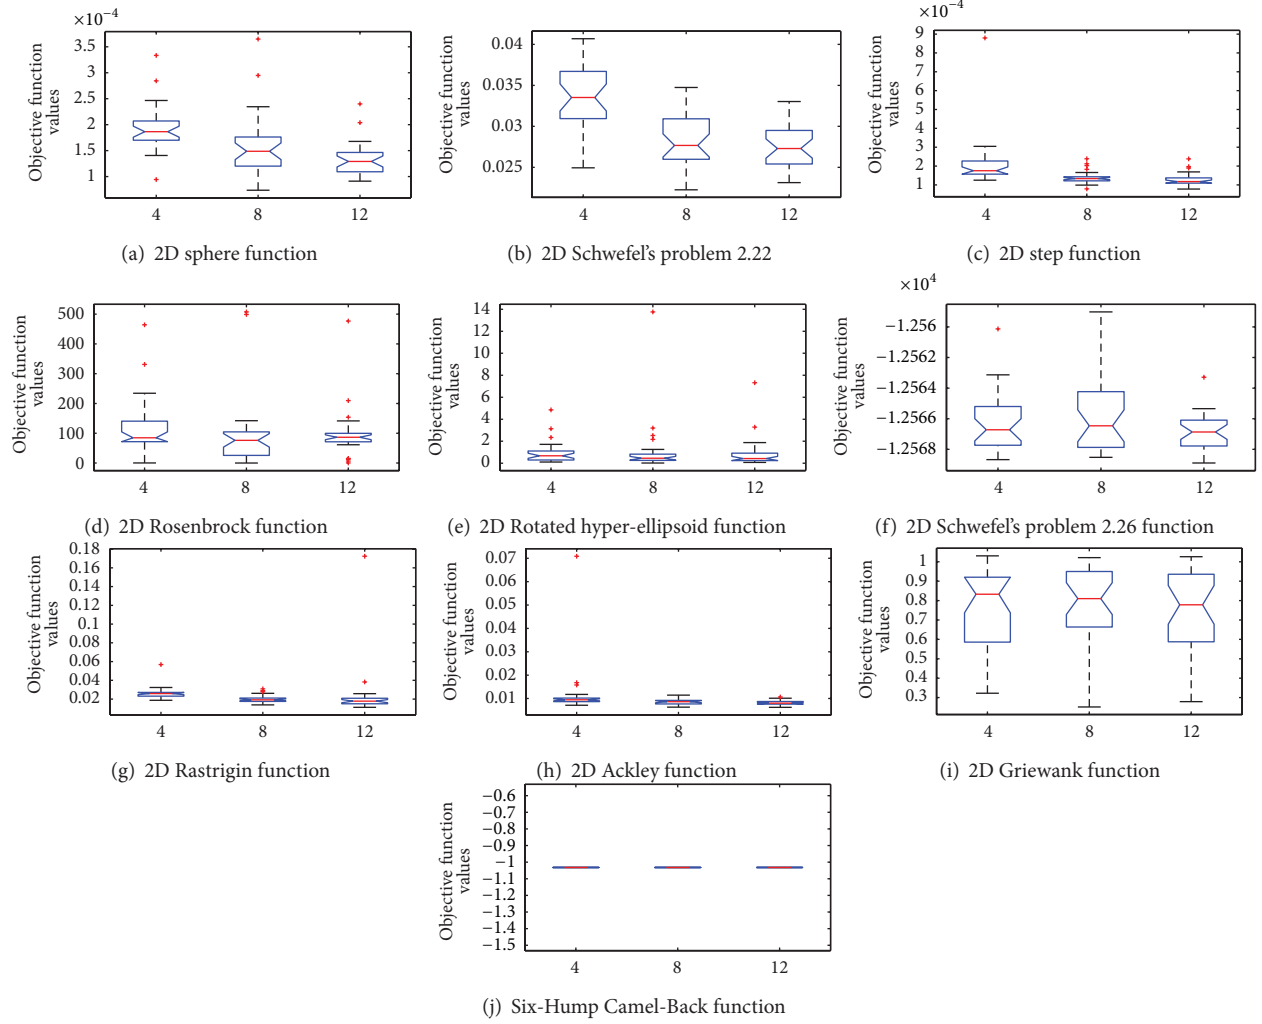 ×10−4
3.5
3
2.5
2
1.5
1
Objective function
values
4 8 12
(a) 2D sphere function
0.04
0.035
0.03
0.025
Objective function
values
4 8 12
(b) 2D Schwefel's problem 2.22
×10−4
9
8
7
6
5
4
3
2
1
Objective function
values
4 8 12
(c) 2D step function
500
400
300
200
100
0
Objective function
values
4 8 12
(d) 2D Rosenbrock function
14
12
10
8
6
4
2
0
Objective function
values
4 8 12
(e) 2D Rotated hyper-ellipsoid function
×104
−1.256
−1.2562
−1.2564
−1.2566
−1.2568
Objective function
values
4 8 12
(f) 2D Schwefel's problem 2.26 function
0.18
0.16
0.14
0.12
0.1
0.08
0.06
0.04
0.02
Objective function
values
4 8 12
(g) 2D Rastrigin function
0.07
0.06
0.05
0.04
0.03
0.02
0.01
Objective function
values
4 8 12
(h) 2D Ackley function
1
0.9
0.8
0.7
0.6
0.5
0.4
0.3
Objective function
values
4 8 12
(i) 2D Griewank function
−0.6
−0.7
−0.8
−0.9
−1
−1.1
−1.2
−1.3
−1.4
−1.5
Objective function
values
4 8 12
(j) Six-Hump Camel-Back function